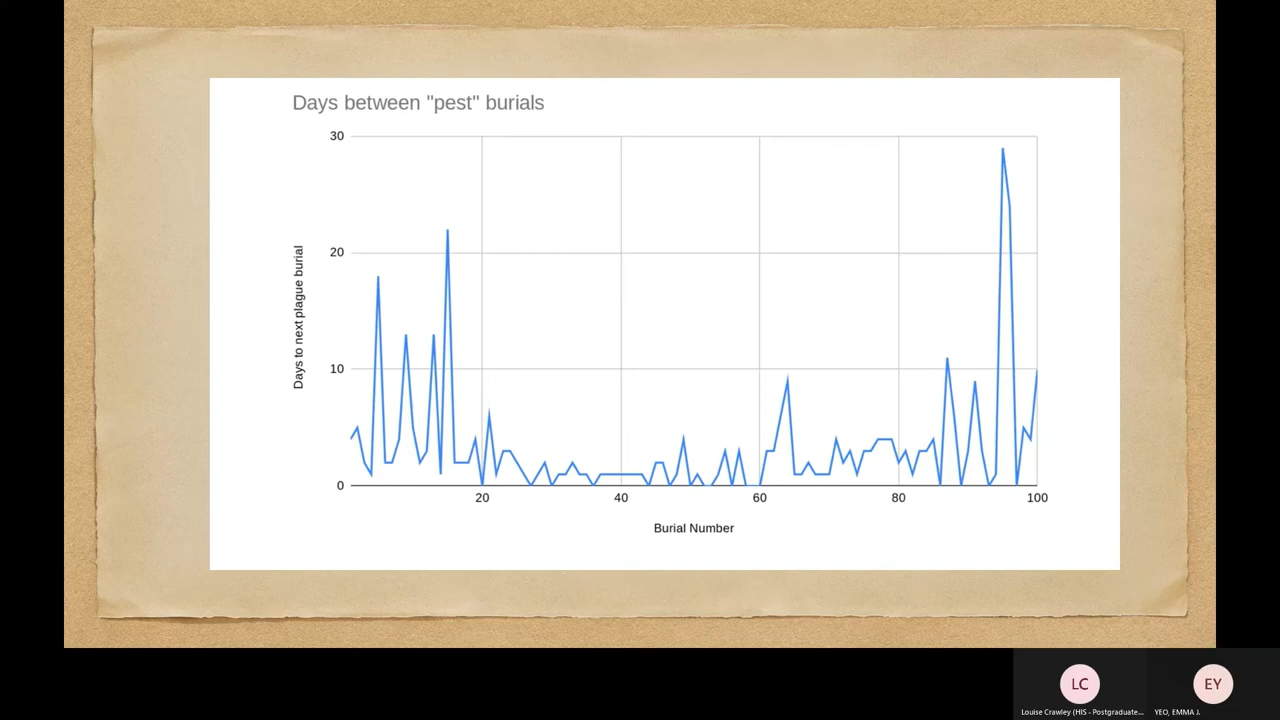 Days between "pest" burials
30
20
10
0
Days to next plague burial
20
40
60
80
100
Burial Number
LC
EY
Louise Crawley (HIS - Postgraduate...
YEO, EMMA J.